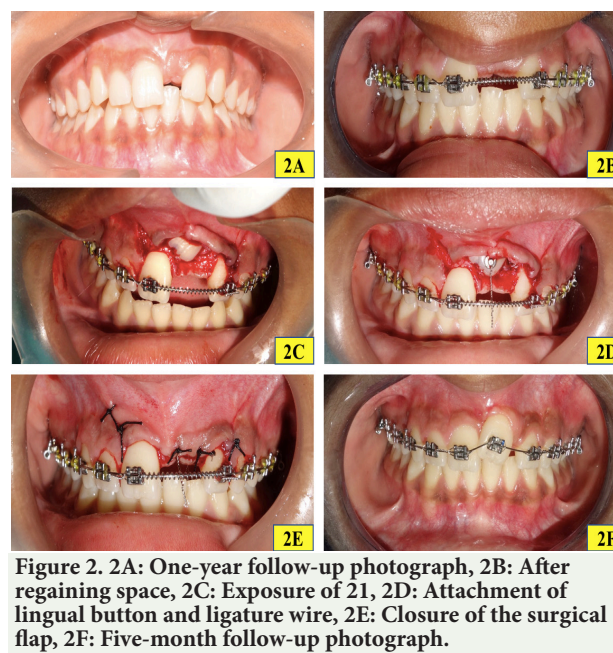 2A
2B
2C
2D
2E
2F
Figure 2. 2A: One-year follow-up photograph, 2B: After
regaining space, 2C: Exposure of 21, 2D: Attachment of
lingual button and ligature wire, 2E: Closure of the surgical
flap, 2F: Five-month follow-up photograph.